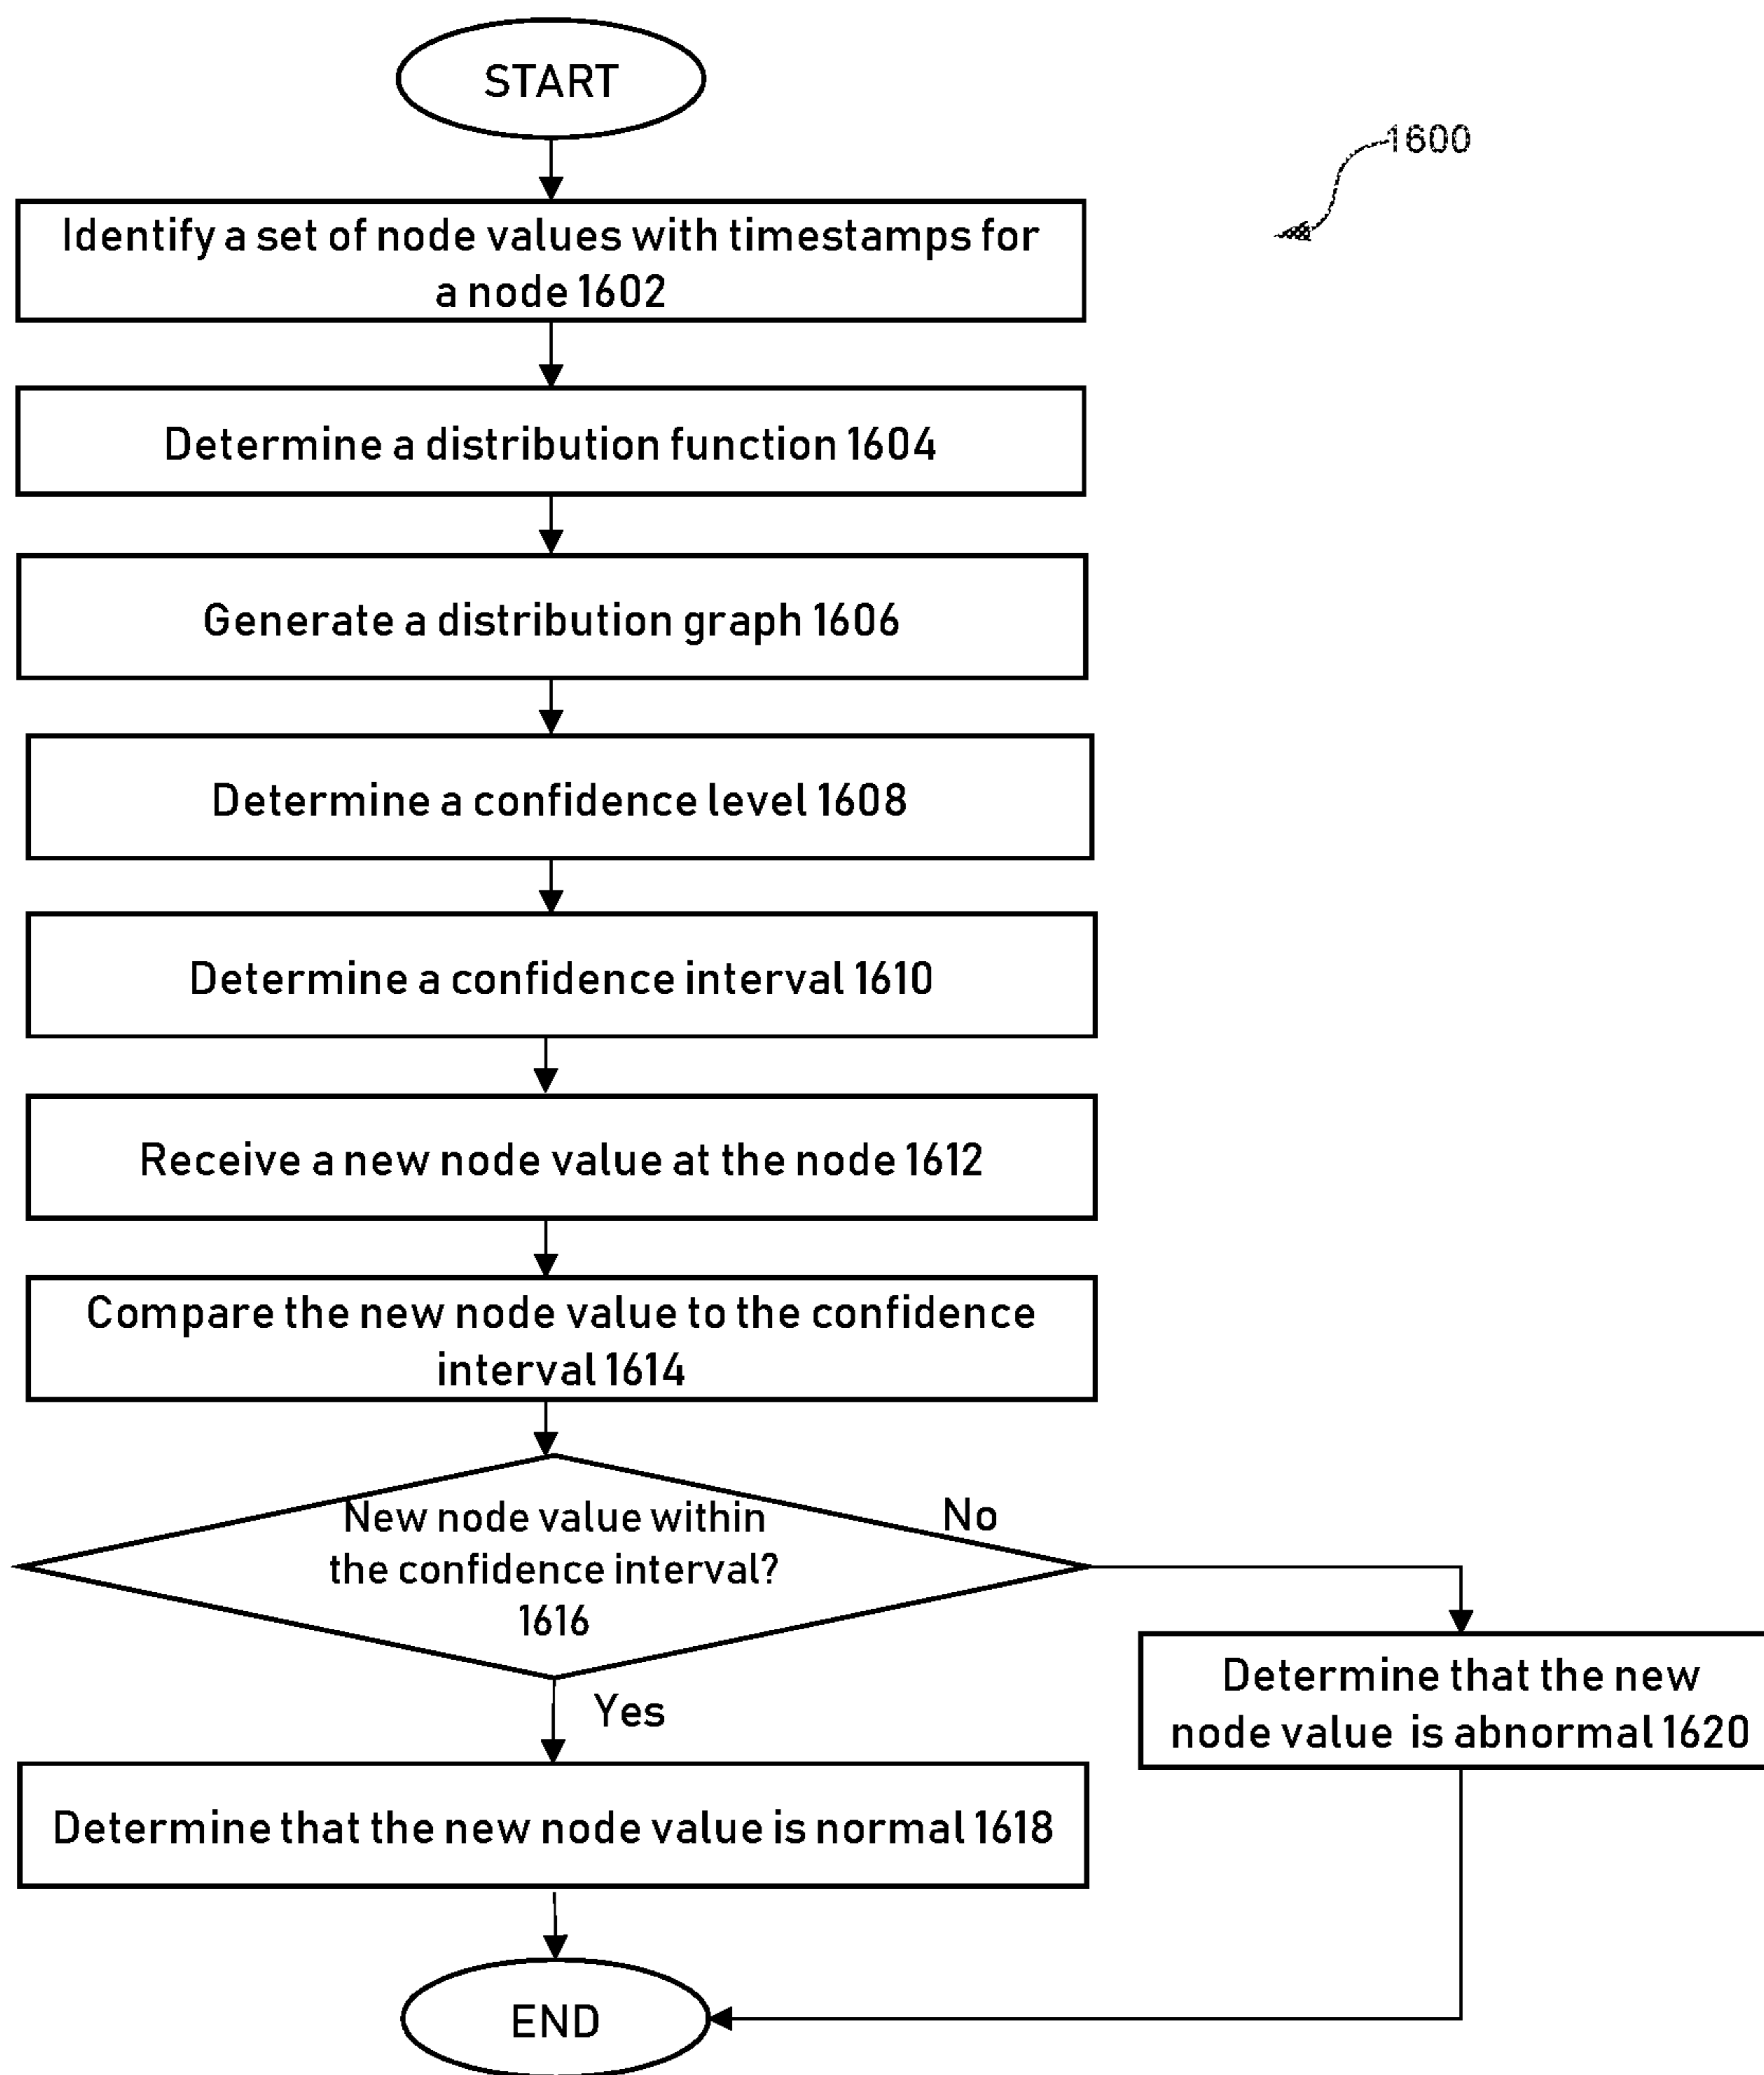 START
1600
Identify a set of node values with timestamps for
a node 1602
Determine a distribution function 1604
Generate a distribution graph 1606
Determine a confidence level 1608
Determine a confidence interval 1610
Receive a new node value at the node 1612
Compare the new node value to the confidence
interval 1614
New node value within
the confidence interval?
1616
No
Yes
Determine that the new
node value is abnormal 1620
Determine that the new node value is normal 1618
END